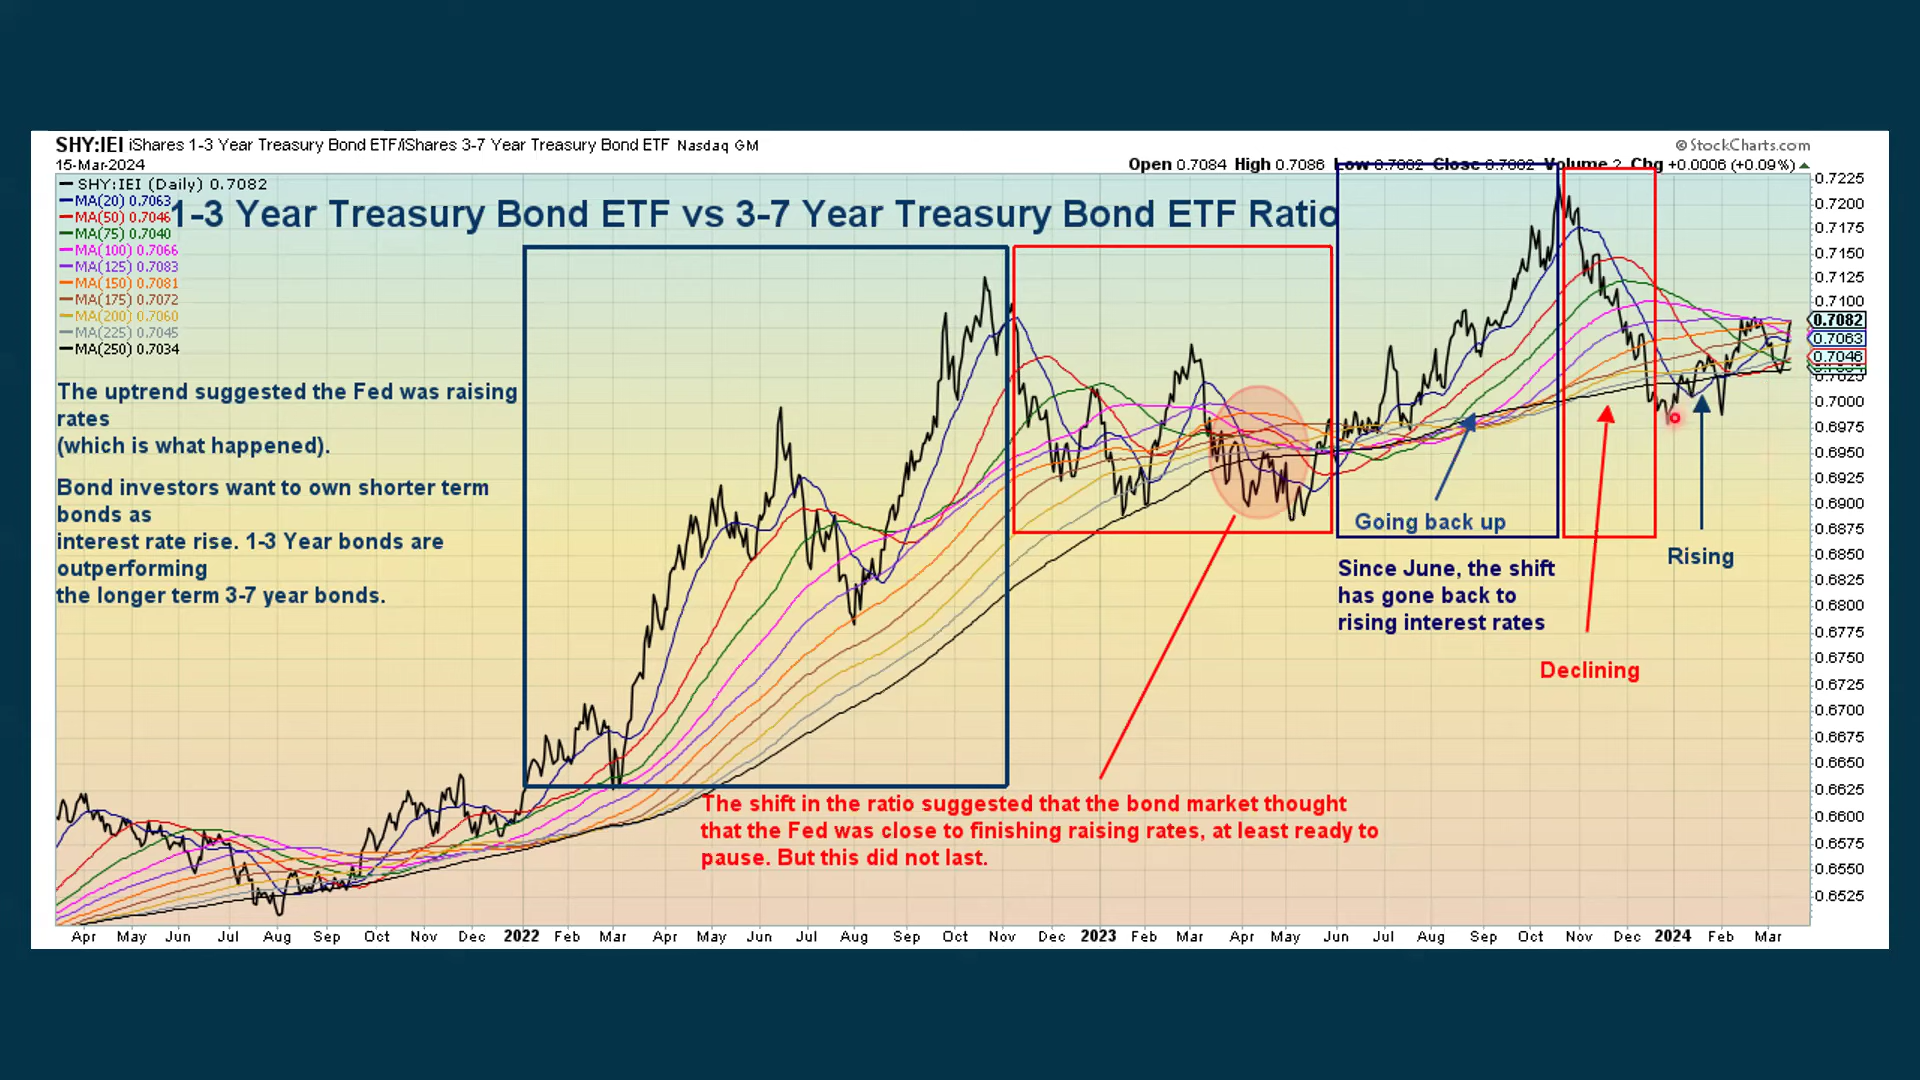 SHY:IEI iShares 1-3 Year Treasury Bond ETF/iShares 3-7 Year Treasury Bond ETF Nasdaq GM
© StockCharts.com
15-Mar-2024
Open 0.7084 High 0.7086 Low 0.7082 Close 0.7082 Volume ? Chg +0.0006 (+0.09%)
SHY:IEI (Daily) 0.7082
MA(20) 0.7063
MA(50) 0.7046
MA(75) 0.7040
MA(100) 0.7066
MA(125) 0.7083
MA(150) 0.7081
MA(175) 0.7072
MA(200) 0.7060
MA(225) 0.7045
MA(250) 0.7034
1-3 Year Treasury Bond ETF vs 3-7 Year Treasury Bond ETF Ratio
The uptrend suggested the Fed was raising
rates
(which is what happened).
Bond investors want to own shorter term
bonds as
interest rate rise. 1-3 Year bonds are
outperforming
the longer term 3-7 year bonds.
Going back up
Since June, the shift
has gone back to
rising interest rates
Rising
Declining
The shift in the ratio suggested that the bond market thought
that the Fed was close to finishing raising rates, at least ready to
pause. But this did not last.
0.7225
0.7200
0.7175
0.7150
0.7125
0.7100
0.7082
0.7063
0.7046
0.7025
0.7000
0.6975
0.6950
0.6925
0.6900
0.6875
0.6850
0.6825
0.6800
0.6775
0.6750
0.6725
0.6700
0.6675
0.6650
0.6625
0.6600
0.6575
0.6550
0.6525
Apr May Jun Jul Aug Sep Oct Nov Dec 2022 Feb Mar Apr May Jun Jul Aug Sep Oct Nov Dec 2023 Feb Mar Apr May Jun Jul Aug Sep Oct Nov Dec 2024 Feb Mar